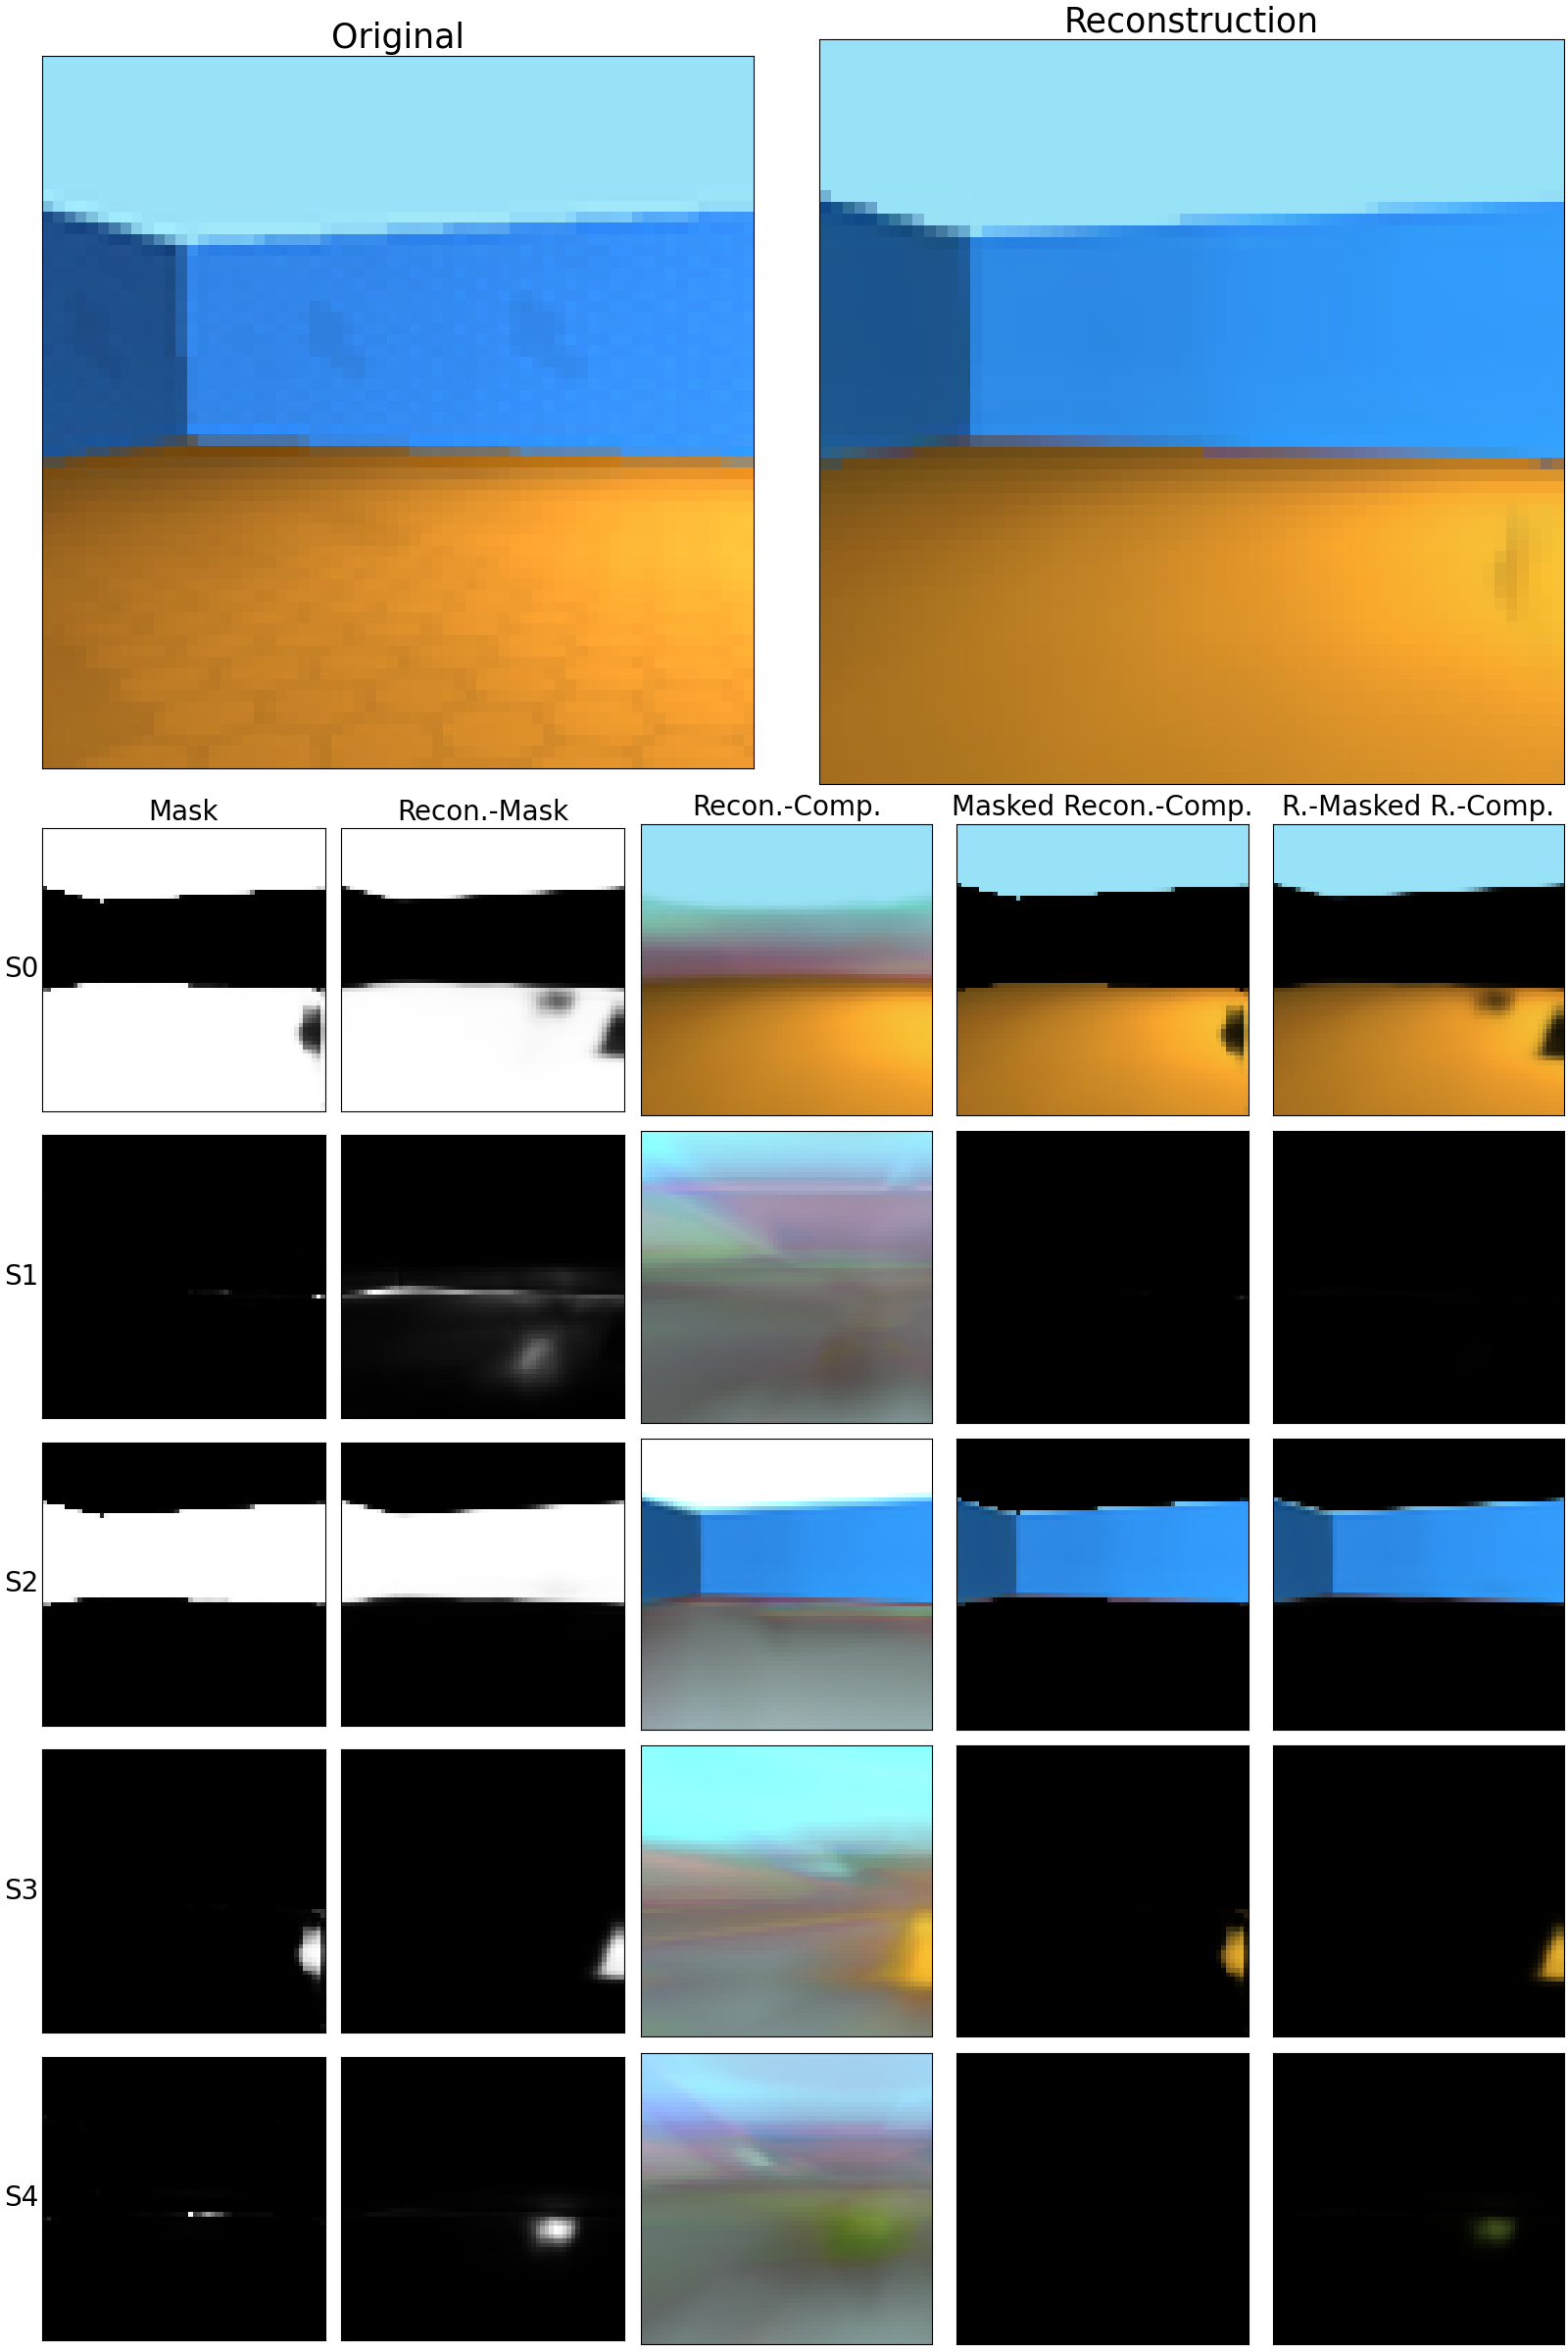 Original
Reconstruction
Mask
Recon.-Mask
Recon.-Comp.
Masked Recon.-Comp.
R.-Masked R.-Comp.
S0
S1
S2
S3
S4